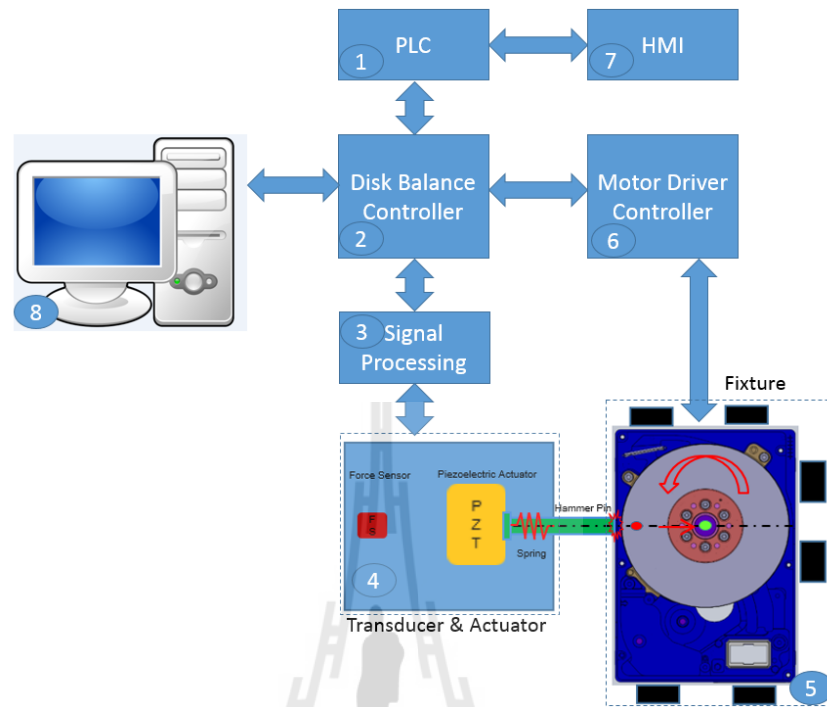 PLC
1
HMI
7
Disk Balance
Controller
2
Motor Driver
Controller
6
8
3
Signal
Processing
Fixture
Force Sensor
Piezoelectric Actuator
F
S
P
Z
T
Hammer Pin
Spring
4
Transducer & Actuator
5